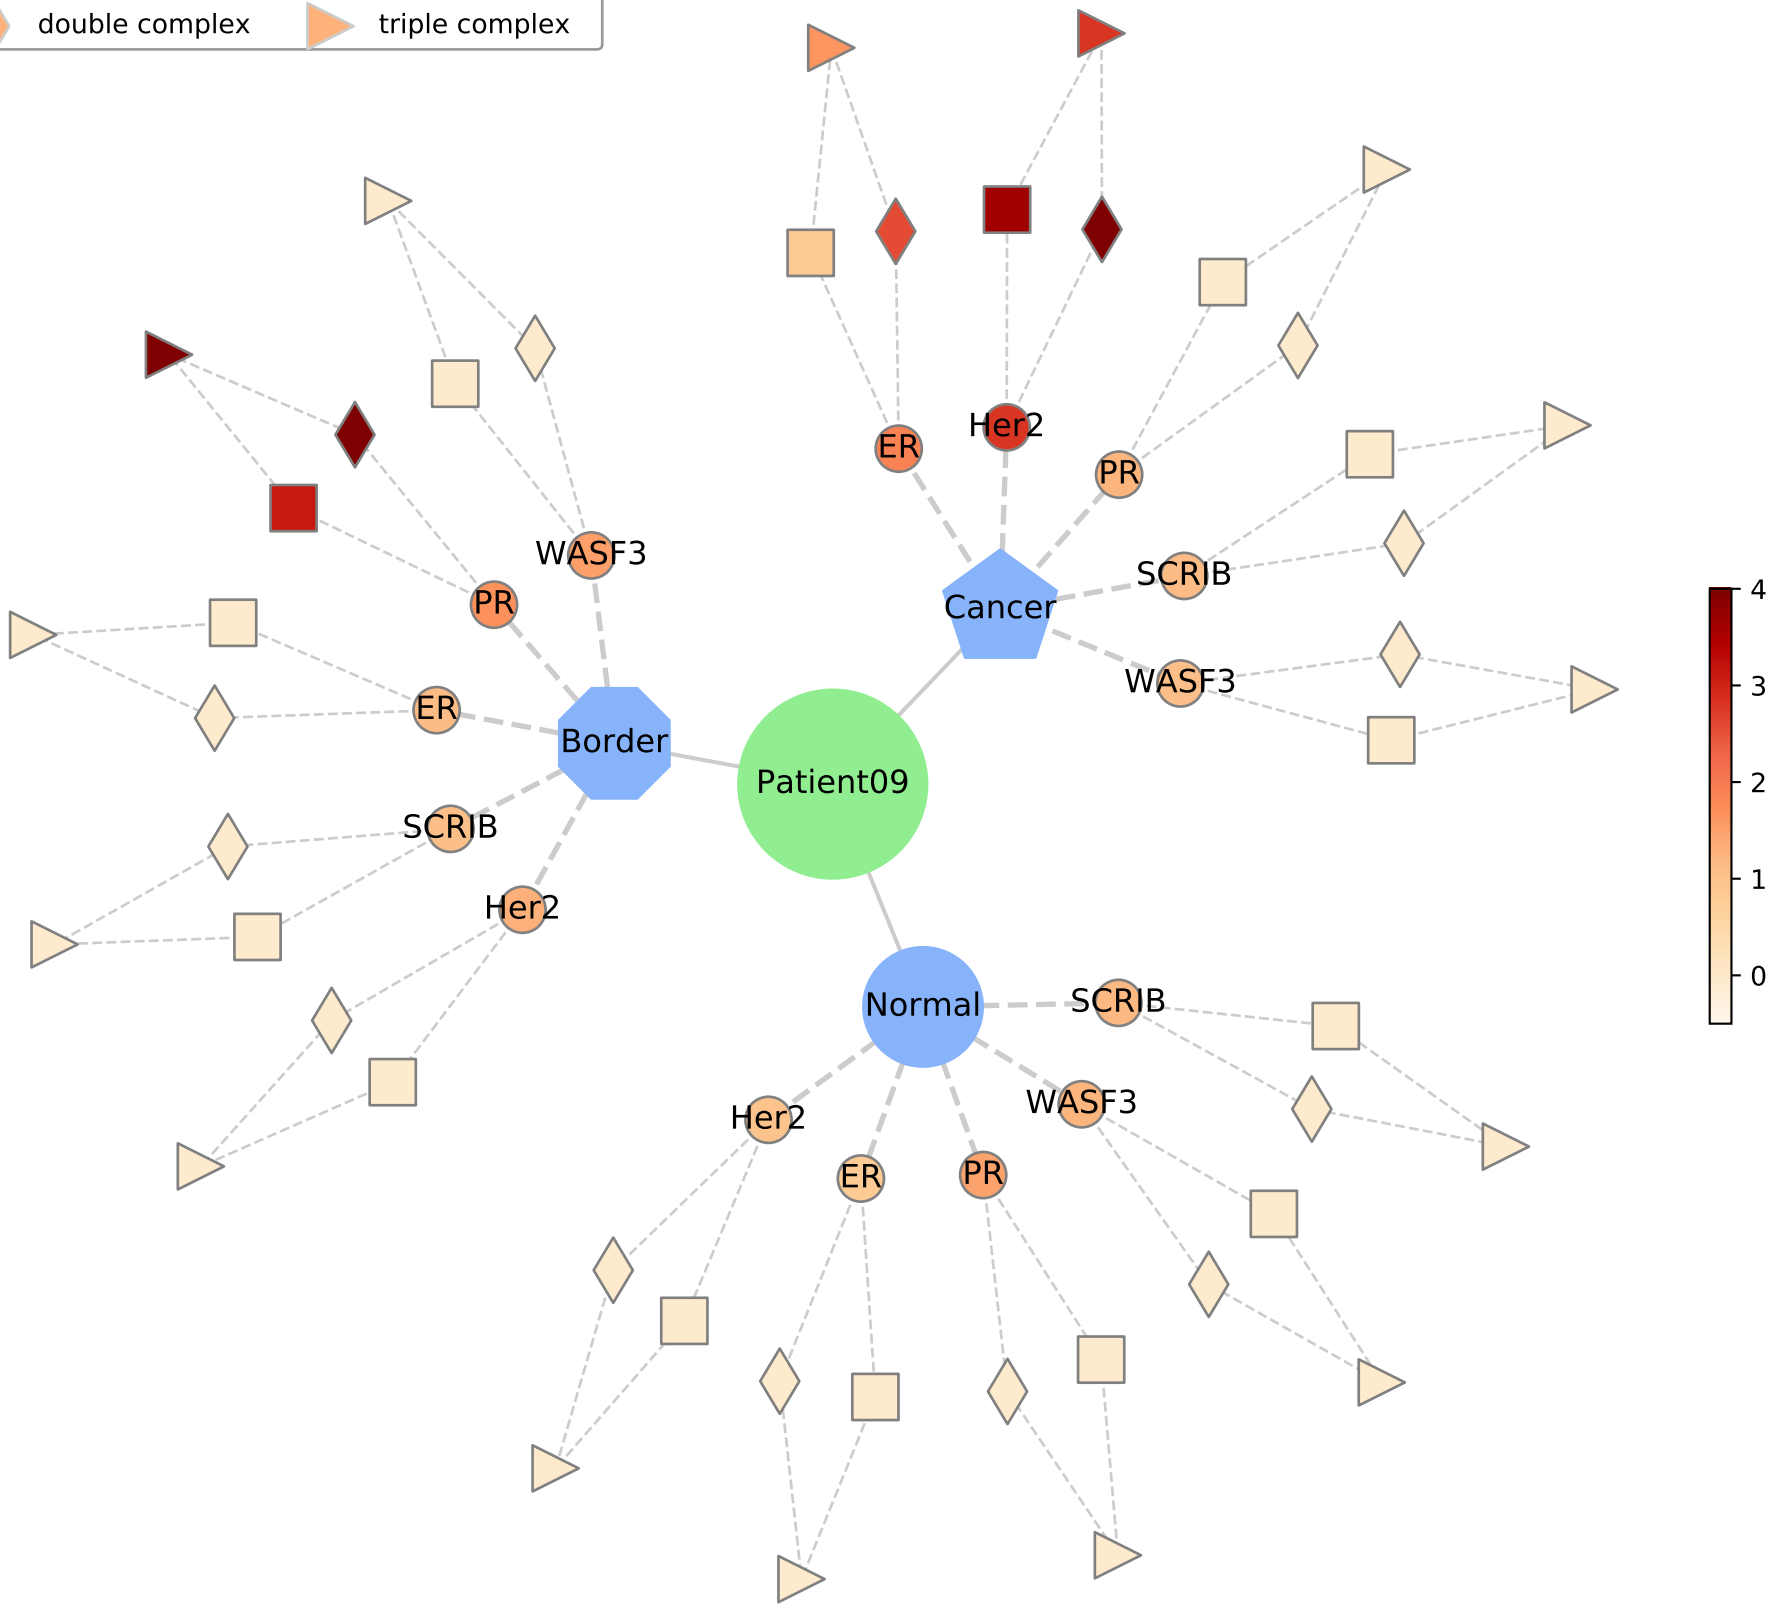 double complex
triple complex
ER
Her2
PR
SCRIB
WASF3
Cancer
WASF3
PR
ER
Border
SCRIB
Her2
Patient09
Normal
SCRIB
WASF3
Her2
ER
PR
4
3
2
1
0